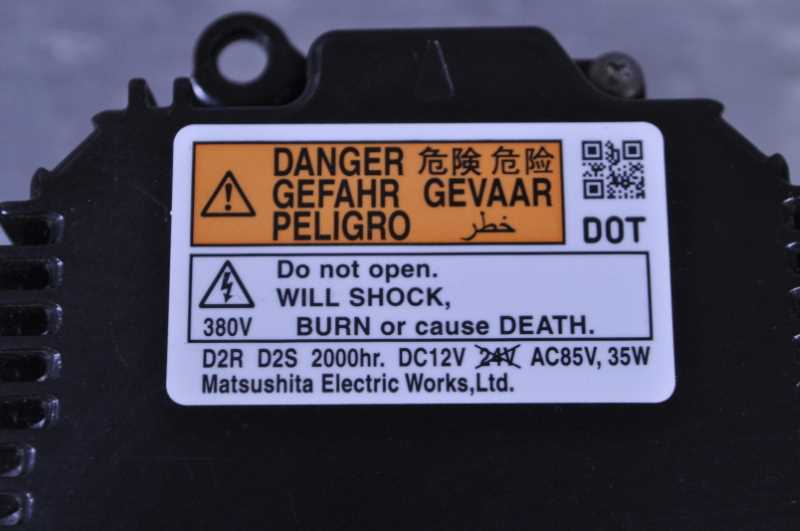 DANGER 危険 危险
GEFAHR GEVAAR
PELIGRO خطر
DOT
Do not open.
WILL SHOCK,
380V BURN or cause DEATH.
D2R D2S 2000hr. DC12V 24V AC85V, 35W
Matsushita Electric Works,Ltd.